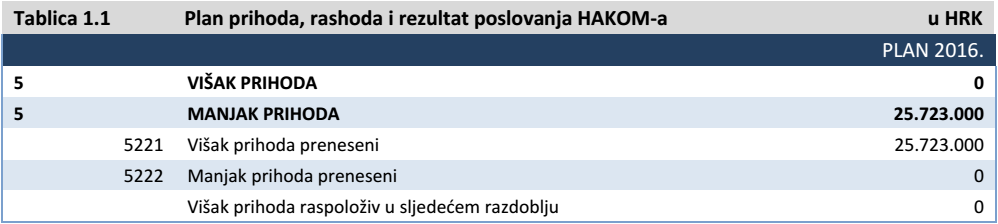 Tablica 1.1 Plan prihoda, rashoda i rezultat poslovanja HAKOM-a u HRK
PLAN 2016.
5 VIŠAK PRIHODA 0
5 MANJAK PRIHODA 25.723.000
5221 Višak prihoda preneseni 25.723.000
5222 Manjak prihoda preneseni 0
Višak prihoda raspoloživ u sljedećem razdoblju 0